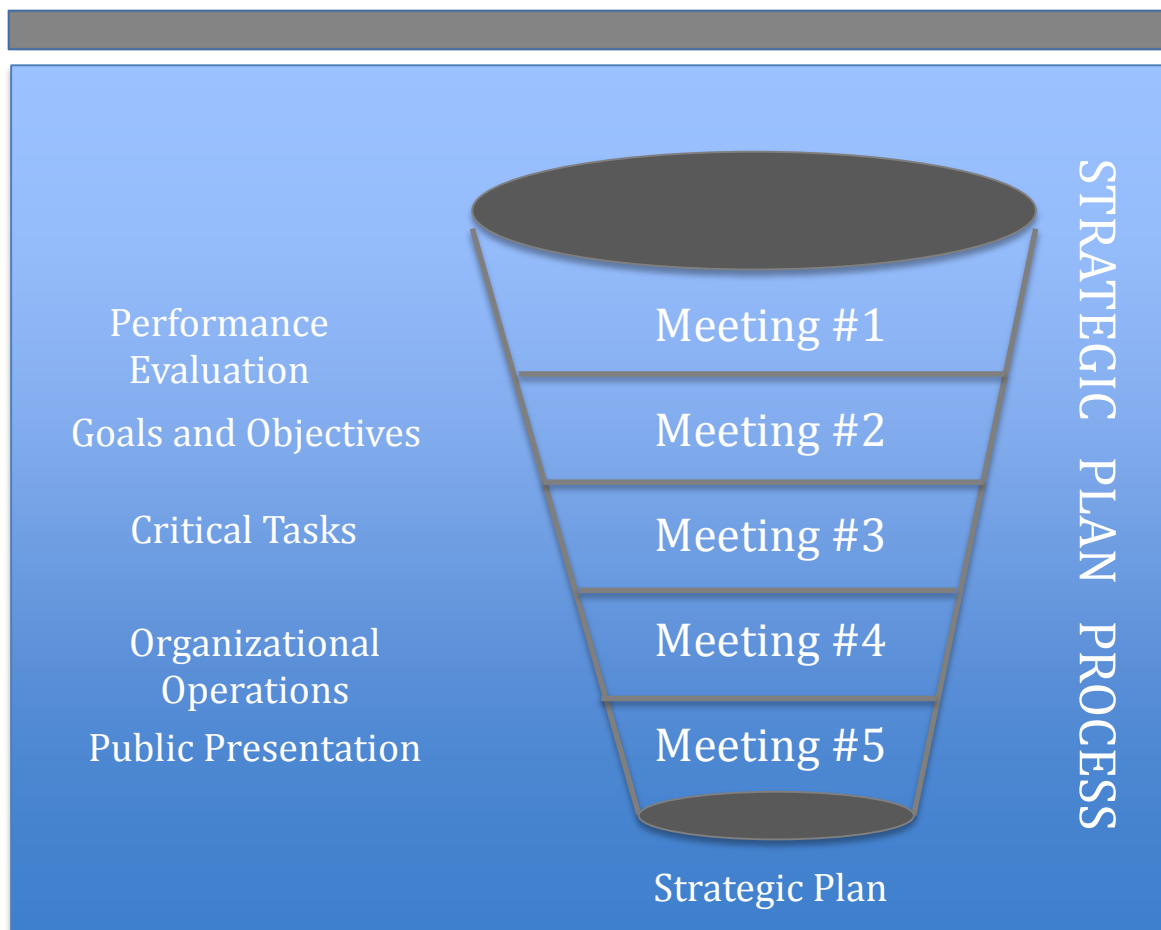 Performance
Evaluation
Meeting #1
Goals and Objectives
Meeting #2
Critical Tasks
Meeting #3
Organizational
Operations
Meeting #4
Public Presentation
Meeting #5
Strategic Plan
STRATEGIC PLAN PROCESS